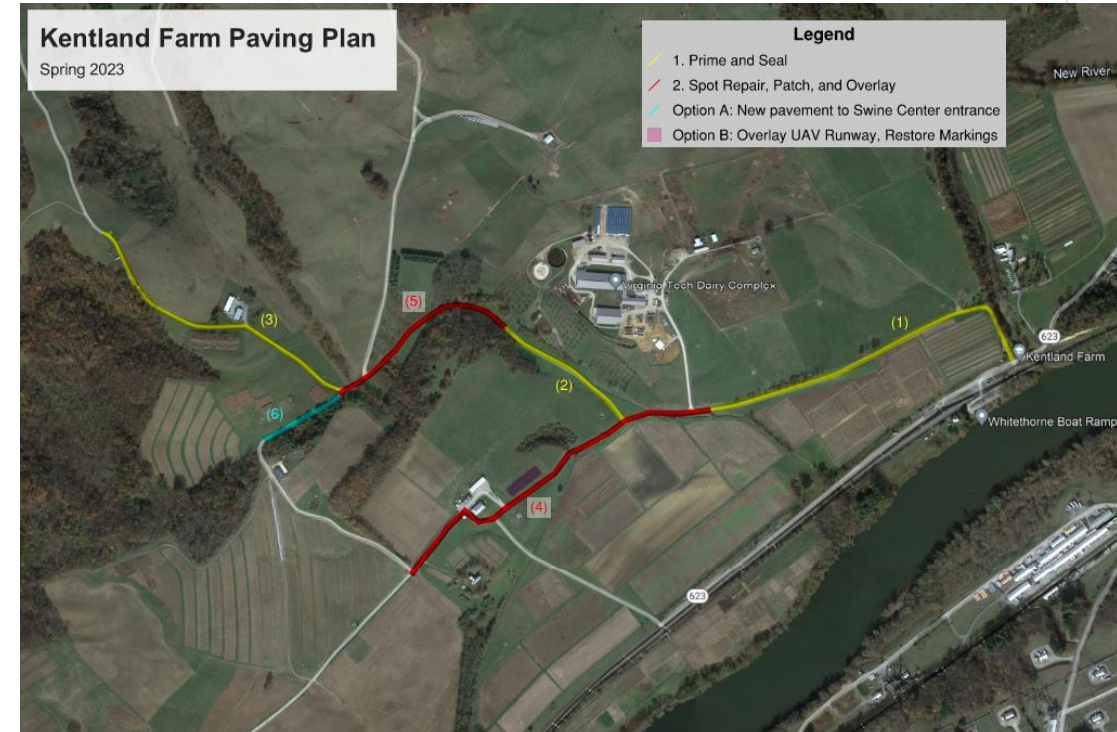 Kentland Farm Paving Plan
Spring 2023
Legend
1. Prime and Seal
2. Spot Repair, Patch, and Overlay
Option A: New pavement to Swine Center entrance
Option B: Overlay UAV Runway, Restore Markings
New River
Virginia Tech Dairy Complex
(5)
(3)
(1)
623
Kentland Farm
(2)
(6)
Whitethorne Boat Ramp
(4)
623